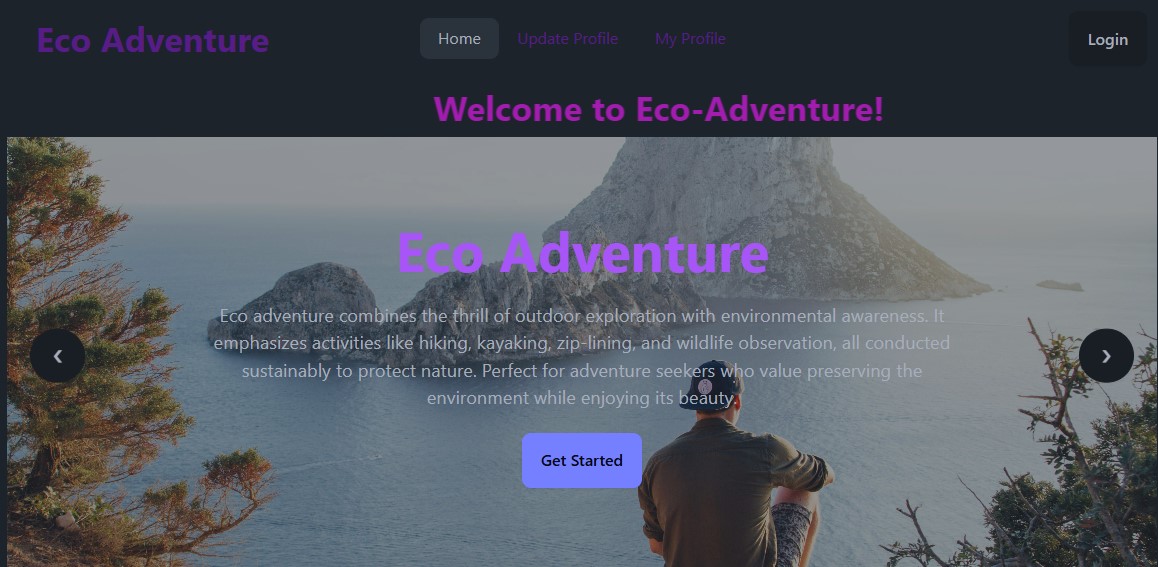 Eco Adventure
Home
Update Profile
My Profile
Login
Welcome to Eco-Adventure!
Eco Adventure
Eco adventure combines the thrill of outdoor exploration with environmental awareness. It
emphasizes activities like hiking, kayaking, zip-lining, and wildlife observation, all conducted
sustainably to protect nature. Perfect for adventure seekers who value preserving the
environment while enjoying its beauty.
Get Started